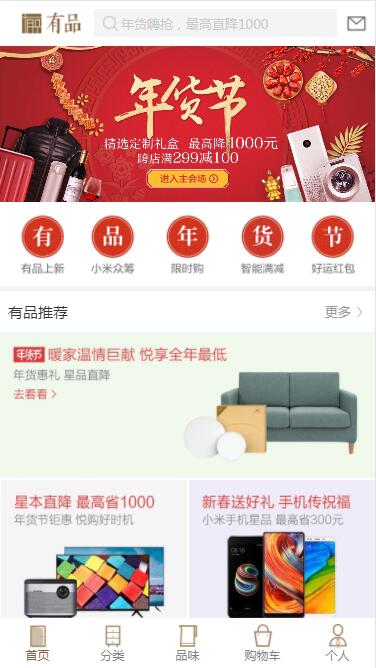 有品
年货嗨抢，最高直降1000
年货节
精选定制礼盒 最高降1000元
跨店满299减100
进入主会场
有 品 年 货 节
有品上新 小米众筹 限时购 智能满减 好运红包
有品推荐 更多
年货节 暖家温情巨献 悦享全年最低
年货惠礼 星品直降
去看看
星本直降 最高省1000
年货节钜惠 悦购好时机
新春送好礼 手机传祝福
小米手机星品 最高省300元
首页 分类 品味 购物车 个人